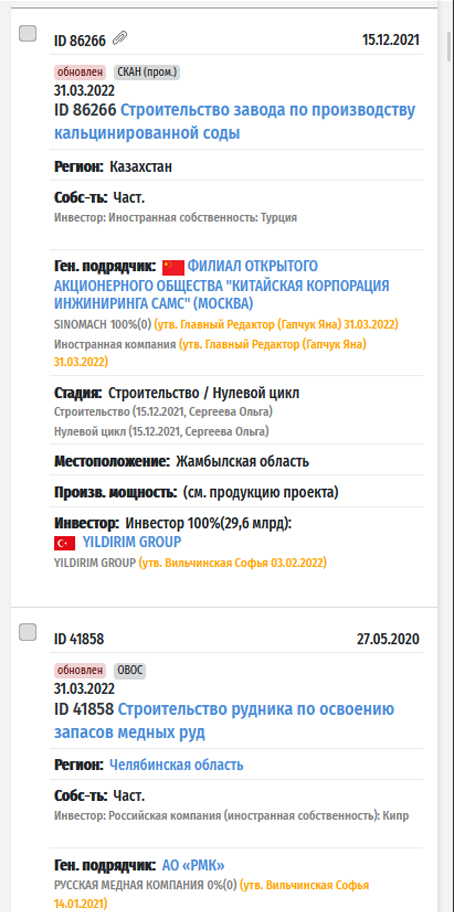 ID 86266
15.12.2021
обновлен СКАН (пром.)
31.03.2022
ID 86266 Строительство завода по производству
кальцинированной соды
Регион: Казахстан
Собс-ть: Част.
Инвестор: Иностранная собственность: Турция
Ген. подрядчик: ФИЛИАЛ ОТКРЫТОГО
АКЦИОНЕРНОГО ОБЩЕСТВА "КИТАЙСКАЯ КОРПОРАЦИЯ
ИНЖИНИРИНГА САМС" (МОСКВА)
SINOMACH 100%(0) (утв. Главный Редактор (Гапчук Яна) 31.03.2022)
Иностранная компания (утв. Главный Редактор (Гапчук Яна)
31.03.2022)
Стадия: Строительство / Нулевой цикл
Строительство (15.12.2021, Сергеева Ольга)
Нулевой цикл (15.12.2021, Сергеева Ольга)
Местоположение: Жамбылская область
Произв. мощность: (см. продукцию проекта)
Инвестор: Инвестор 100%(29,6 млрд):
YILDIRIM GROUP
YILDIRIM GROUP (утв. Вильчинская Софья 03.02.2022)
ID 41858
27.05.2020
обновлен ОВОС
31.03.2022
ID 41858 Строительство рудника по освоению
запасов медных руд
Регион: Челябинская область
Собс-ть: Част.
Инвестор: Российская компания (иностранная собственность): Кипр
Ген. подрядчик: АО «РМК»
РУССКАЯ МЕДНАЯ КОМПАНИЯ 0%(0) (утв. Вильчинская Софья
14.01.2021)